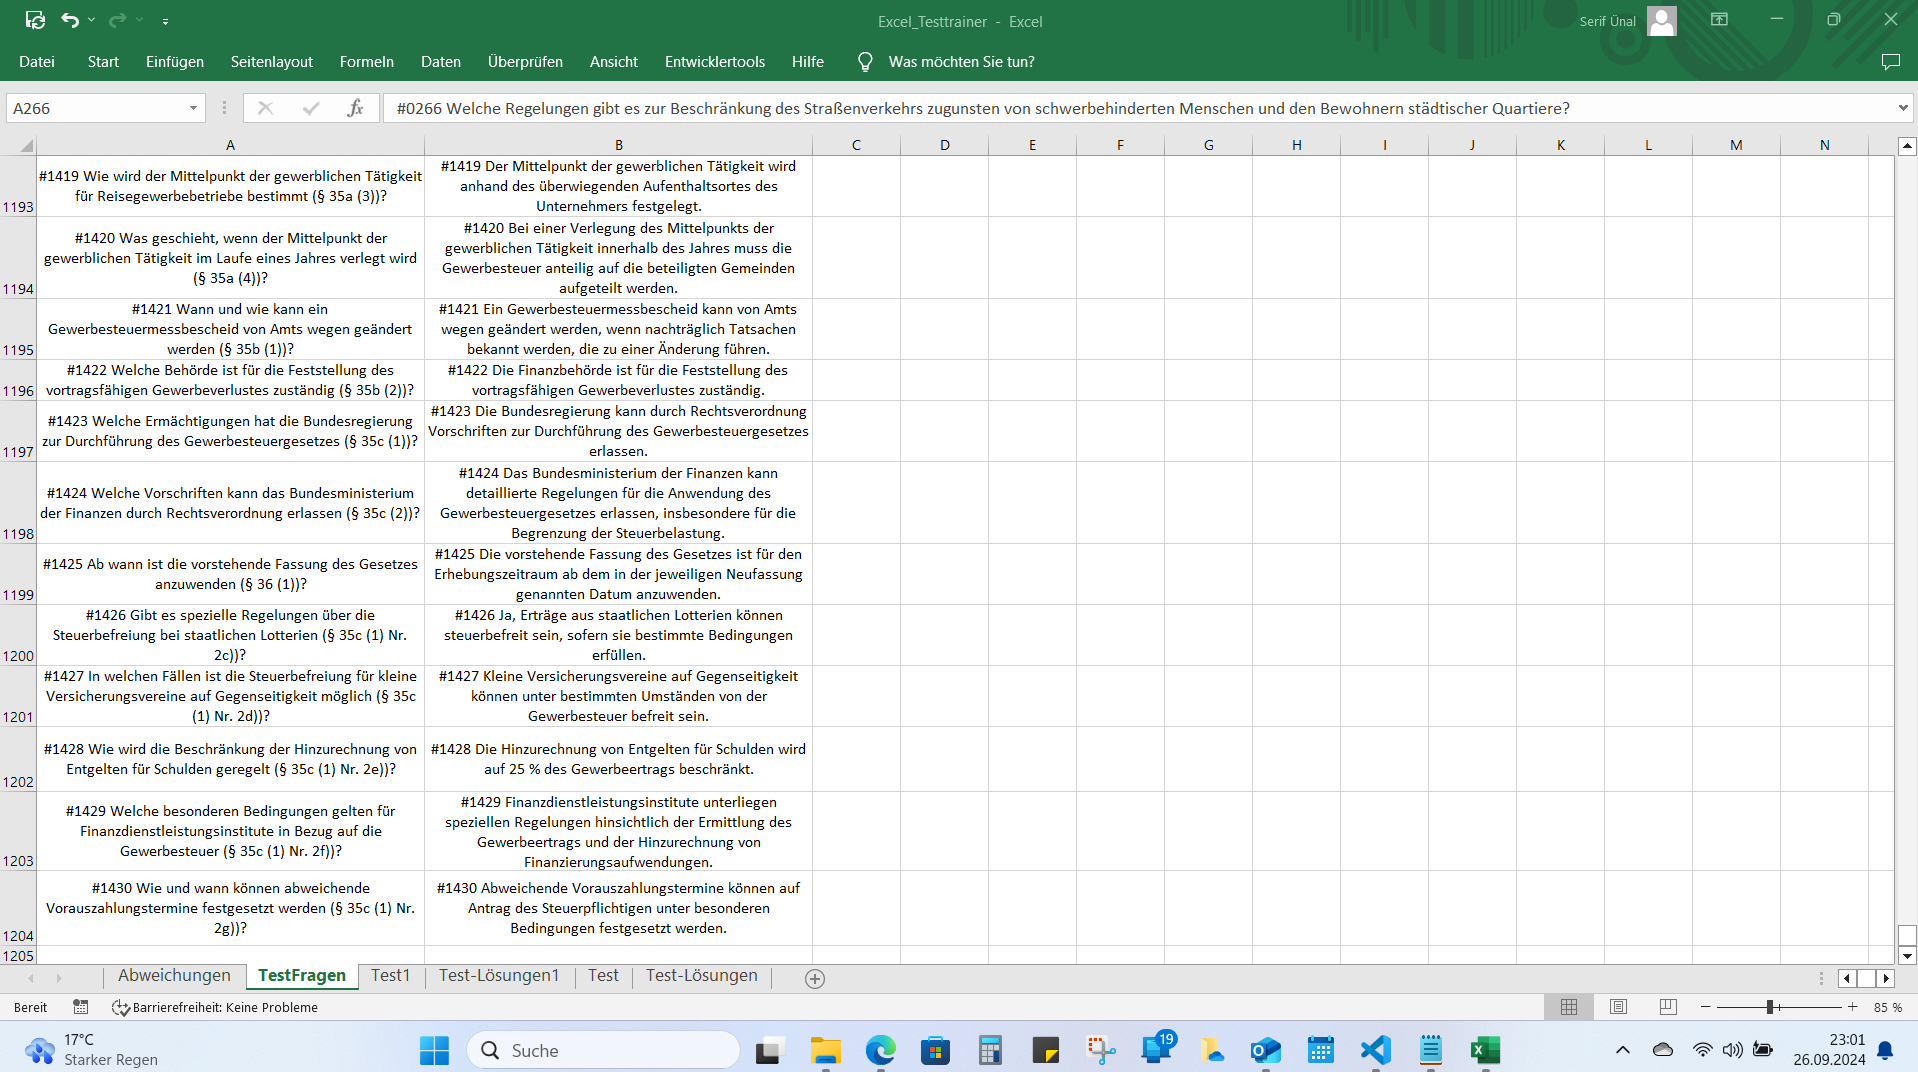 Excel_Testtrainer - Excel
Serif Ünal
Datei Start Einfügen Seitenlayout Formeln Daten Überprüfen Ansicht Entwicklertools Hilfe Was möchten Sie tun?
A266
fx
#0266 Welche Regelungen gibt es zur Beschränkung des Straßenverkehrs zugunsten von schwerbehinderten Menschen und den Bewohnern städtischer Quartiere?
A B C D E F G H I J K L M N
#1419 Wie wird der Mittelpunkt der gewerblichen Tätigkeit
für Reisegewerbebetriebe bestimmt (§ 35a (3))?
#1419 Der Mittelpunkt der gewerblichen Tätigkeit wird
anhand des überwiegenden Aufenthaltsortes des
Unternehmers festgelegt.
1193
#1420 Was geschieht, wenn der Mittelpunkt der
gewerblichen Tätigkeit im Laufe eines Jahres verlegt wird
(§ 35a (4))?
#1420 Bei einer Verlegung des Mittelpunkts der
gewerblichen Tätigkeit innerhalb des Jahres muss die
Gewerbesteuer anteilig auf die beteiligten Gemeinden
aufgeteilt werden.
1194
#1421 Wann und wie kann ein
Gewerbesteuermessbescheid von Amts wegen geändert
werden (§ 35b (1))?
#1421 Ein Gewerbesteuermessbescheid kann von Amts
wegen geändert werden, wenn nachträglich Tatsachen
bekannt werden, die zu einer Änderung führen.
1195
#1422 Welche Behörde ist für die Feststellung des
vortragsfähigen Gewerbeverlustes zuständig (§ 35b (2))?
#1422 Die Finanzbehörde ist für die Feststellung des
vortragsfähigen Gewerbeverlustes zuständig.
1196
#1423 Welche Ermächtigungen hat die Bundesregierung
zur Durchführung des Gewerbesteuergesetzes (§ 35c (1))?
#1423 Die Bundesregierung kann durch Rechtsverordnung
Vorschriften zur Durchführung des Gewerbesteuergesetzes
erlassen.
1197
#1424 Welche Vorschriften kann das Bundesministerium
der Finanzen durch Rechtsverordnung erlassen (§ 35c (2))?
#1424 Das Bundesministerium der Finanzen kann
detaillierte Regelungen für die Anwendung des
Gewerbesteuergesetzes erlassen, insbesondere für die
Begrenzung der Steuerbelastung.
1198
#1425 Ab wann ist die vorstehende Fassung des Gesetzes
anzuwenden (§ 36 (1))?
#1425 Die vorstehende Fassung des Gesetzes ist für den
Erhebungszeitraum ab dem in der jeweiligen Neufassung
genannten Datum anzuwenden.
1199
#1426 Gibt es spezielle Regelungen über die
Steuerbefreiung bei staatlichen Lotterien (§ 35c (1) Nr.
2c))?
#1426 Ja, Erträge aus staatlichen Lotterien können
steuerbefreit sein, sofern sie bestimmte Bedingungen
erfüllen.
1200
#1427 In welchen Fällen ist die Steuerbefreiung für kleine
Versicherungsvereine auf Gegenseitigkeit möglich (§ 35c
(1) Nr. 2d))?
#1427 Kleine Versicherungsvereine auf Gegenseitigkeit
können unter bestimmten Umständen von der
Gewerbesteuer befreit sein.
1201
#1428 Wie wird die Beschränkung der Hinzurechnung von
Entgelten für Schulden geregelt (§ 35c (1) Nr. 2e))?
#1428 Die Hinzurechnung von Entgelten für Schulden wird
auf 25 % des Gewerbeertrags beschränkt.
1202
#1429 Welche besonderen Bedingungen gelten für
Finanzdienstleistungsinstitute in Bezug auf die
Gewerbesteuer (§ 35c (1) Nr. 2f))?
#1429 Finanzdienstleistungsinstitute unterliegen
speziellen Regelungen hinsichtlich der Ermittlung des
Gewerbeertrags und der Hinzurechnung von
Finanzierungsaufwendungen.
1203
#1430 Wie und wann können abweichende
Vorauszahlungstermine festgesetzt werden (§ 35c (1) Nr.
2g))?
#1430 Abweichende Vorauszahlungstermine können auf
Antrag des Steuerpflichtigen unter besonderen
Bedingungen festgesetzt werden.
1204
1205
Abweichungen TestFragen Test1 Test-Lösungen1 Test Test-Lösungen
Bereit Barrierefreiheit: Keine Probleme
85 %
17°C
Starker Regen
Suche
19
23:01
26.09.2024